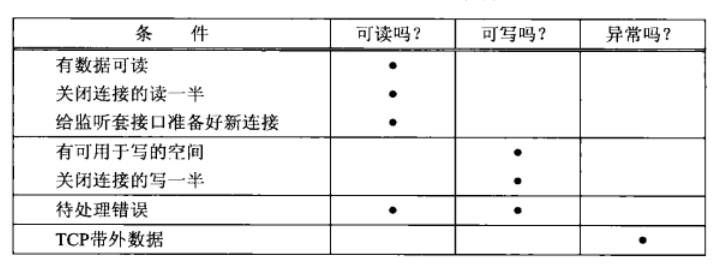 条 件 可读吗? 可写吗? 异常吗?
有数据可读 ●
关闭连接的读一半 ●
给监听套接口准备好新连接 ●
有可用于写的空间 ●
关闭连接的写一半 ●
待处理错误 ● ●
TCP带外数据 ●